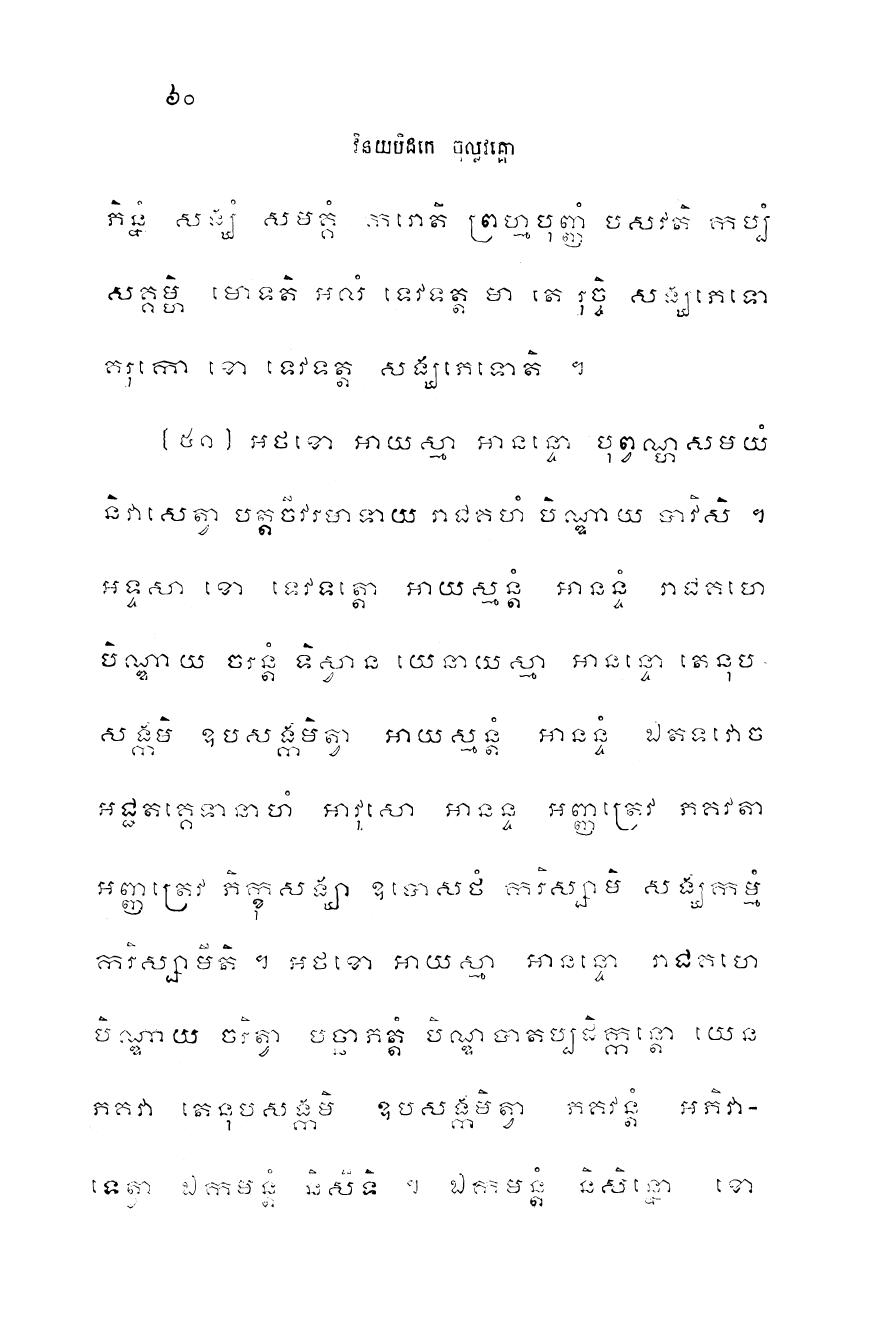 ៦០
វិនយបិដកេ ចុល្លវគ្គោ
ភិន្នំ សង្ឃំ សមគ្គំ ករោតិ ព្រហ្មបុញ្ញំ បសវតិ កប្បំ
សគ្គម្ហិ មោទតិ អលំ ទេវទត្ត មា តេ រុច្ចិ សង្ឃភេទោ
គរុកោ ខោ ទេវទត្ត សង្ឃភេទោតិ ។
(៥១) អថខោ អាយស្មា អានន្ទោ បុព្វណ្ហសមយំ
និវាសេត្វា បត្តចីវរមាទាយ រាជគហំ បិណ្ឌាយ បាវិសិ ។
អទ្ទសា ខោ ទេវទត្តោ អាយស្មន្តំ អានន្ទំ រាជគហេ
បិណ្ឌាយ ចរន្តំ ទិស្វាន យេនាយស្មា អានន្ទោ តេនុប-
សង្កមិ ឧបសង្កមិត្វា អាយស្មន្តំ អានន្ទំ ឯតទវោច
អជ្ជតគ្គេទានាហំ អាវុសោ អានន្ទ អញ្ញត្រេវ ភគវតា
អញ្ញត្រេវ ភិក្ខុសង្ឃា ឧបោសថំ ករិស្សាមិ សង្ឃកម្មំ
ករិស្សាមីតិ ។ អថខោ អាយស្មា អានន្ទោ រាជគហេ
បិណ្ឌាយ ចរិត្វា បច្ឆាភត្តំ បិណ្ឌបាតប្បដិក្កន្តោ យេន
ភគវា តេនុបសង្កមិ ឧបសង្កមិត្វា ភគវន្តំ អភិវា-
ទេត្វា ឯកមន្តំ និសីទិ ។ ឯកមន្តំ និសិន្នោ ខោ